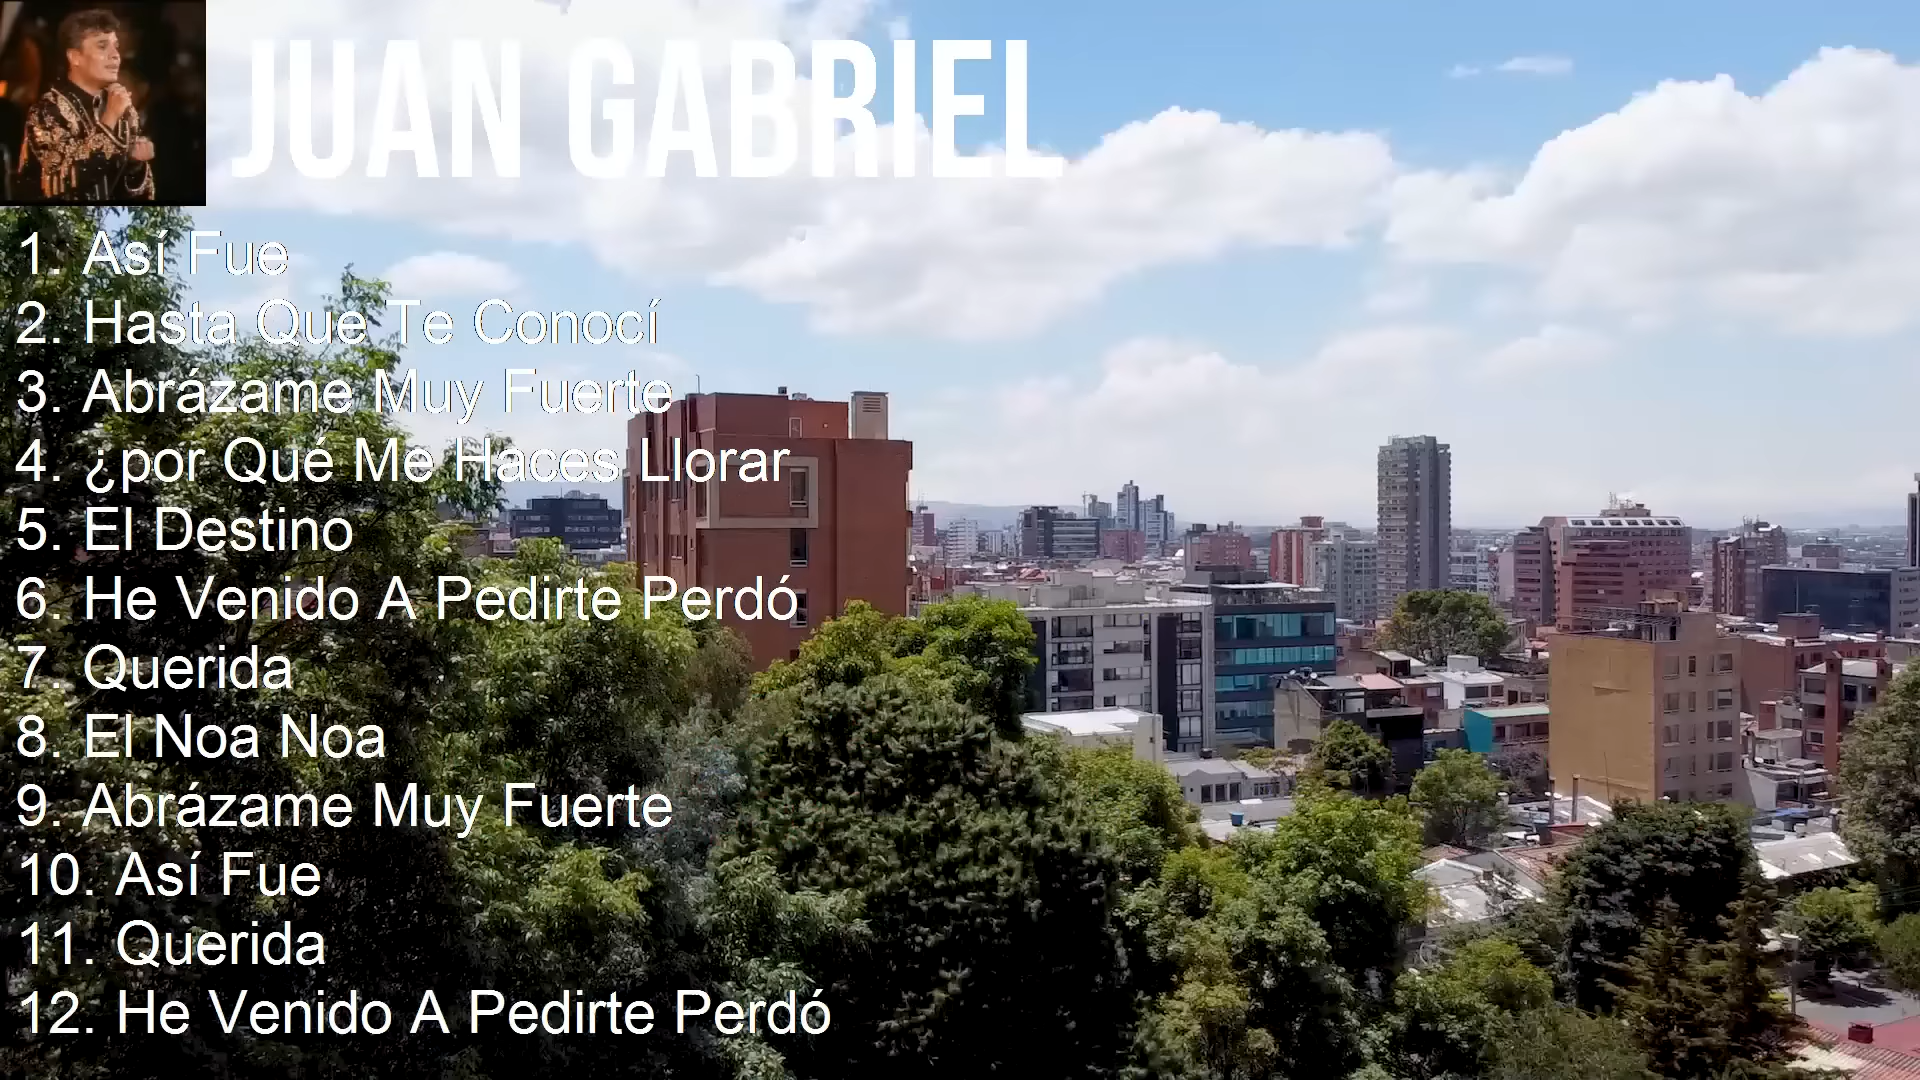 JUAN GABRIEL
1. Así Fue
2. Hasta Que Te Conocí
3. Abrázame Muy Fuerte
4. ¿por Qué Me Haces Llorar
5. El Destino
6. He Venido A Pedirte Perdó
7. Querida
8. El Noa Noa
9. Abrázame Muy Fuerte
10. Así Fue
11. Querida
12. He Venido A Pedirte Perdó